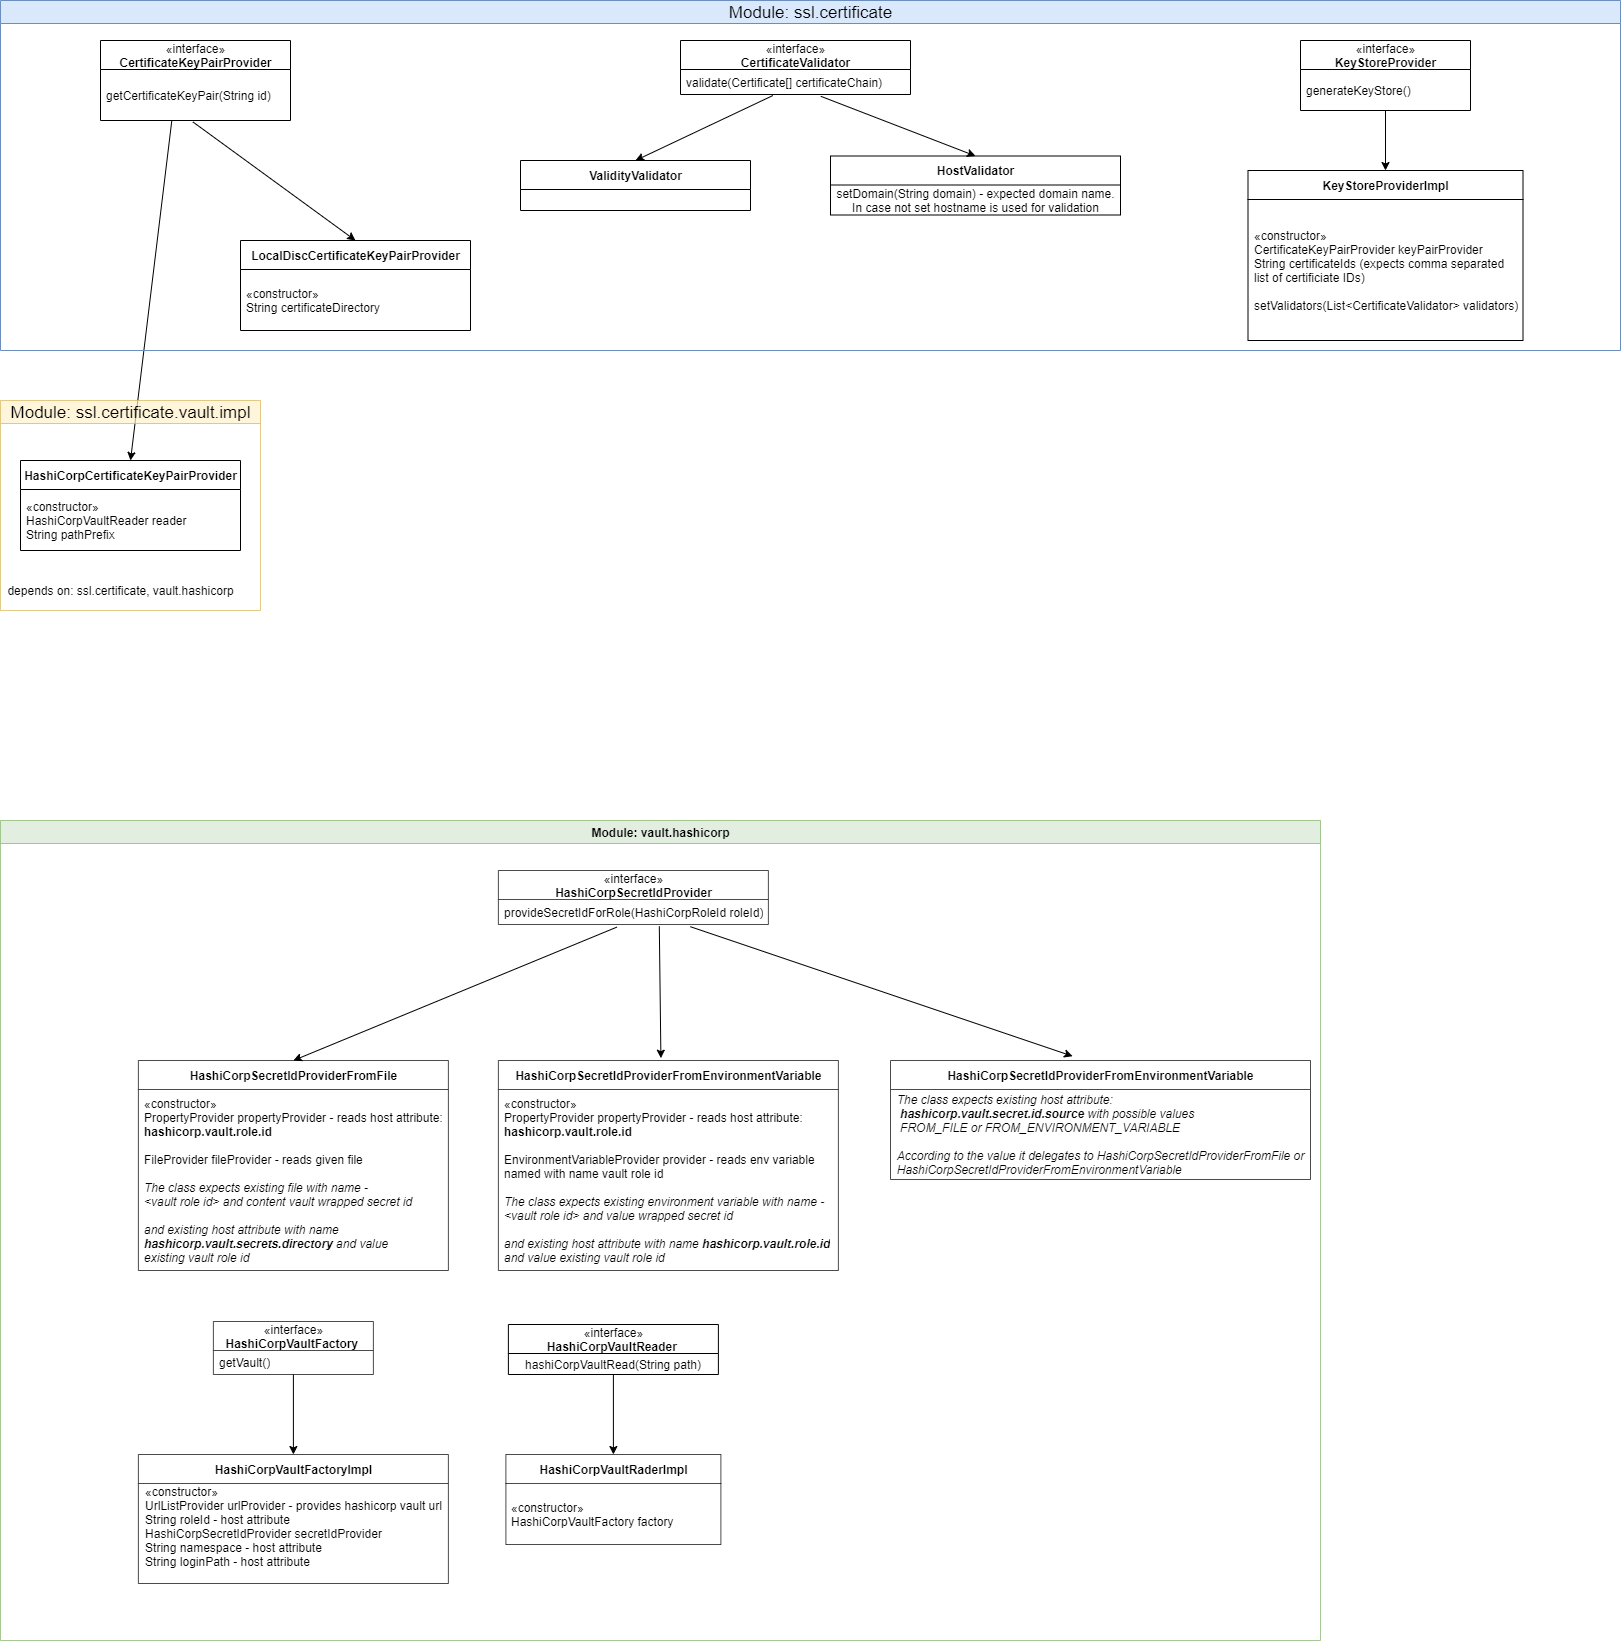 Module: ssl.certificate
«interface»
CertificateKeyPairProvider
getCertificateKeyPair(String id)
«interface»
CertificateValidator
validate(Certificate[] certificateChain)
«interface»
KeyStoreProvider
generateKeyStore()
ValidityValidator
HostValidator
setDomain(String domain) - expected domain name.
In case not set hostname is used for validation
KeyStoreProviderImpl
«constructor»
CertificateKeyPairProvider keyPairProvider
String certificateIds (expects comma separated
list of certificiate IDs)
setValidators(List<CertificateValidator> validators)
LocalDiscCertificateKeyPairProvider
«constructor»
String certificateDirectory
Module: ssl.certificate.vault.impl
HashiCorpCertificateKeyPairProvider
«constructor»
HashiCorpVaultReader reader
String pathPrefix
depends on: ssl.certificate, vault.hashicorp
Module: vault.hashicorp
«interface»
HashiCorpSecretIdProvider
provideSecretIdForRole(HashiCorpRoleId roleId)
HashiCorpSecretIdProviderFromFile
«constructor»
PropertyProvider propertyProvider - reads host attribute:
hashicorp.vault.role.id
FileProvider fileProvider - reads given file
The class expects existing file with name -
<vault role id> and content vault wrapped secret id
and existing host attribute with name
hashicorp.vault.secrets.directory and value
existing vault role id
HashiCorpSecretIdProviderFromEnvironmentVariable
«constructor»
PropertyProvider propertyProvider - reads host attribute:
hashicorp.vault.role.id
EnvironmentVariableProvider provider - reads env variable
named with name vault role id
The class expects existing environment variable with name -
<vault role id> and value wrapped secret id
and existing host attribute with name hashicorp.vault.role.id
and value existing vault role id
HashiCorpSecretIdProviderFromEnvironmentVariable
The class expects existing host attribute:
hashicorp.vault.secret.id.source with possible values
FROM_FILE or FROM_ENVIRONMENT_VARIABLE
According to the value it delegates to HashiCorpSecretIdProviderFromFile or
HashiCorpSecretIdProviderFromEnvironmentVariable
«interface»
HashiCorpVaultFactory
getVault()
«interface»
HashiCorpVaultReader
hashiCorpVaultRead(String path)
HashiCorpVaultFactoryImpl
«constructor»
UrlListProvider urlProvider - provides hashicorp vault url
String roleId - host attribute
HashiCorpSecretIdProvider secretIdProvider
String namespace - host attribute
String loginPath - host attribute
HashiCorpVaultRaderImpl
«constructor»
HashiCorpVaultFactory factory